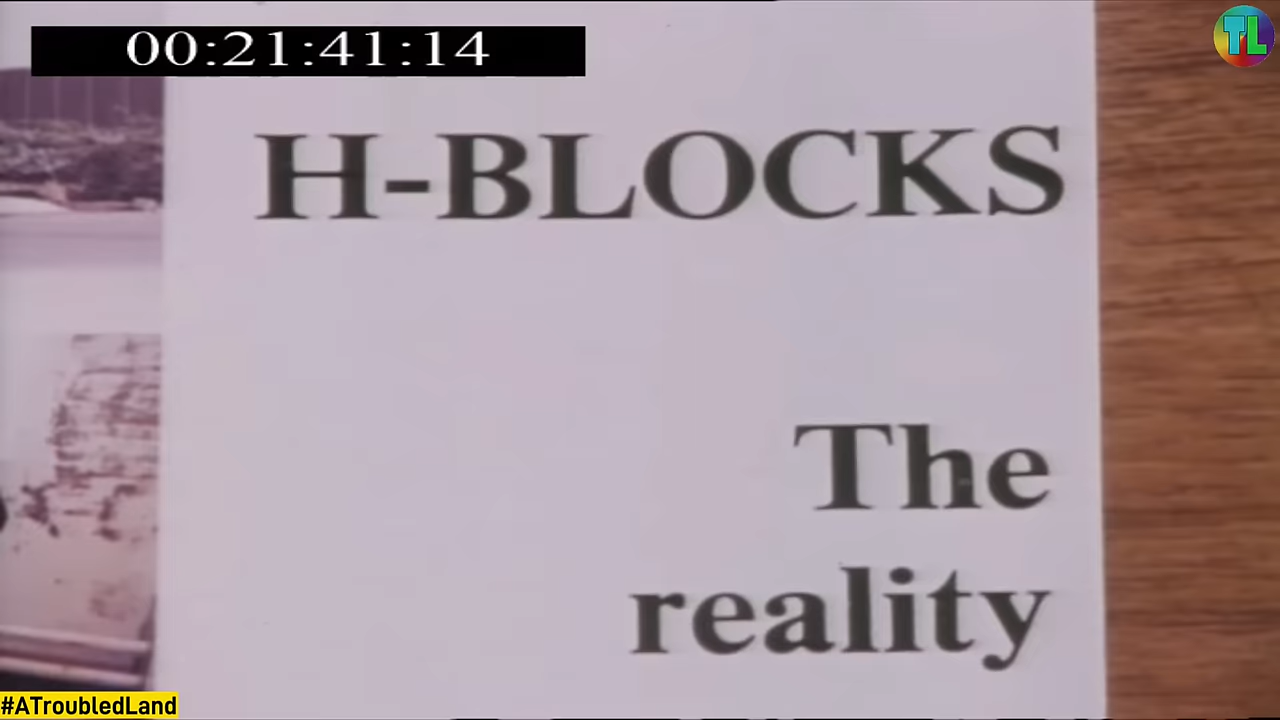 00:21:41:14
TL
H-BLOCKS
The
reality
#ATroubledLand